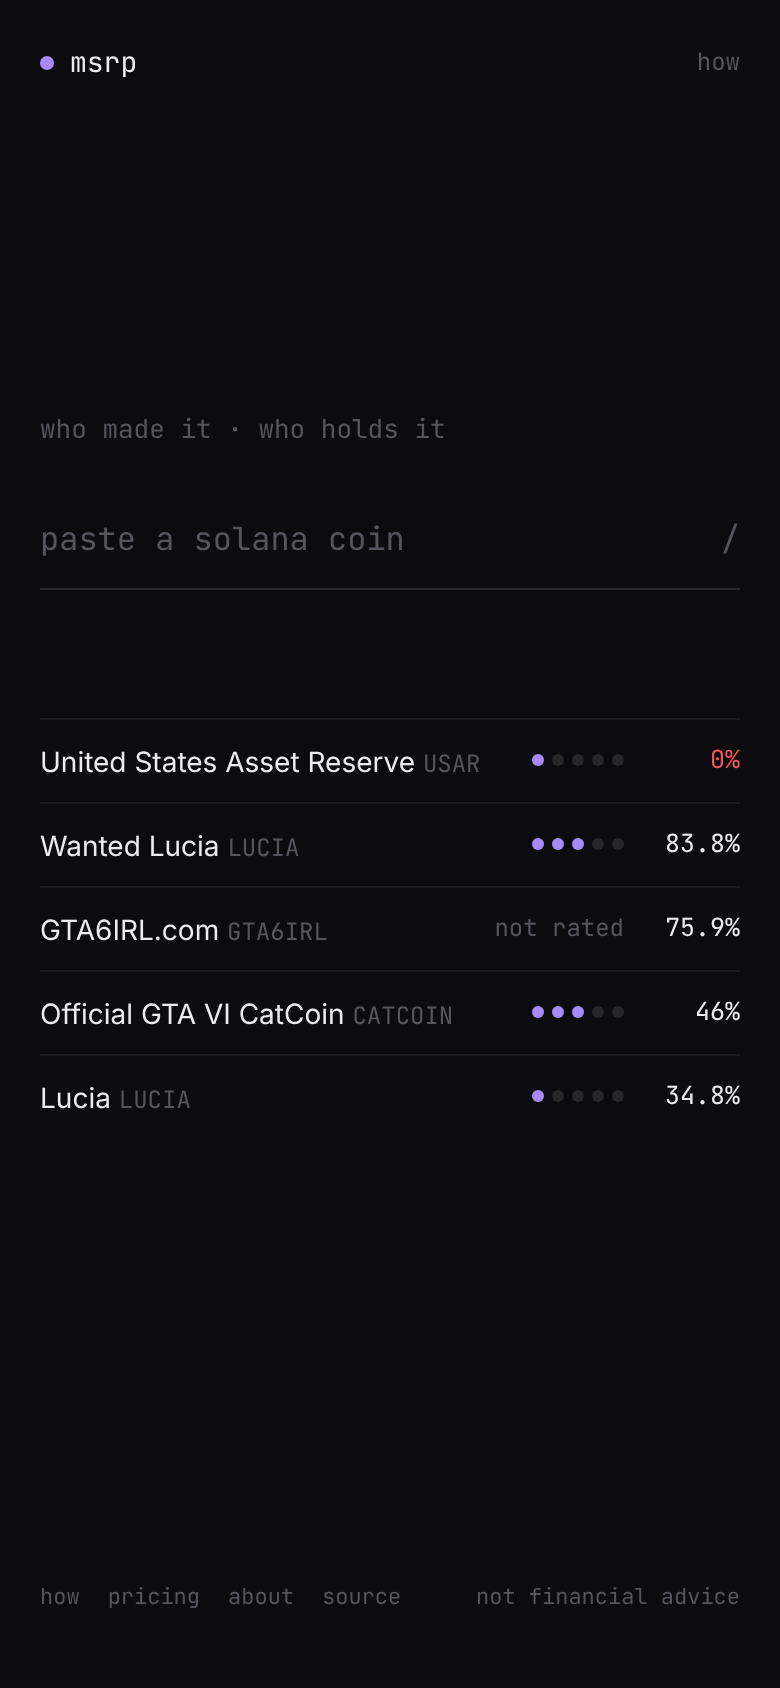 msrp how
who made it · who holds it
paste a solana coin /
United States Asset Reserve USAR 0%
Wanted Lucia LUCIA 83.8%
GTA6IRL.com GTA6IRL not rated 75.9%
Official GTA VI CatCoin CATCOIN 46%
Lucia LUCIA 34.8%
how pricing about source not financial advice